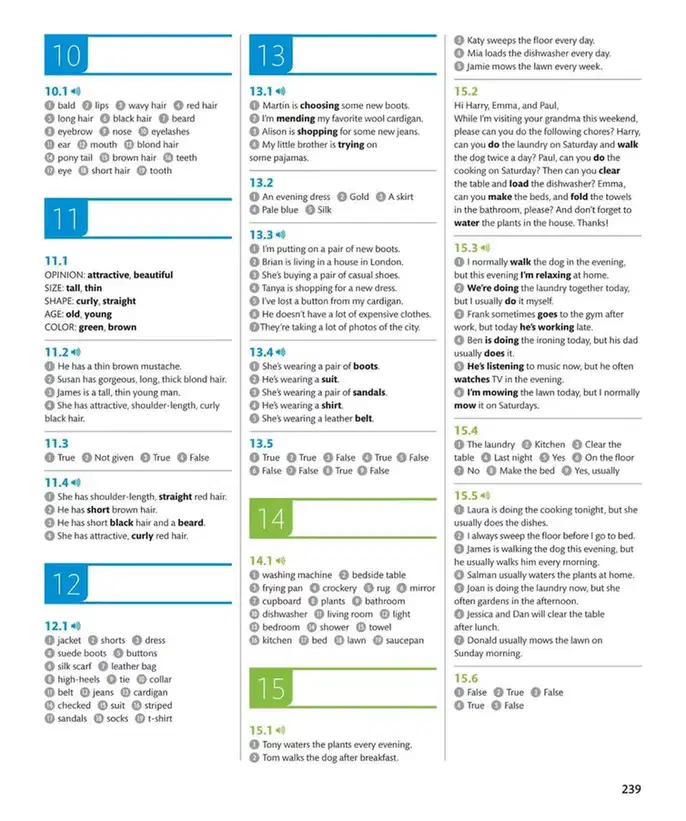 10
10.1
1 bald 2 lips 3 wavy hair 4 red hair
5 long hair 6 black hair 7 beard
8 eyebrow 9 nose 10 eyelashes
11 ear 12 mouth 13 blond hair
14 pony tail 15 brown hair 16 teeth
17 eye 18 short hair 19 tooth
11
11.1
OPINION: attractive, beautiful
SIZE: tall, thin
SHAPE: curly, straight
AGE: old, young
COLOR: green, brown
11.2
1 He has a thin brown mustache.
2 Susan has gorgeous, long, thick blond hair.
3 James is a tall, thin young man.
4 She has attractive, shoulder-length, curly
black hair.
11.3
1 True 2 Not given 3 True 4 False
11.4
1 She has shoulder-length, straight red hair.
2 He has short brown hair.
3 He has short black hair and a beard.
4 She has attractive, curly red hair.
12
12.1
1 jacket 2 shorts 3 dress
4 suede boots 5 buttons
6 silk scarf 7 leather bag
8 high-heels 9 tie 10 collar
11 belt 12 jeans 13 cardigan
14 checked 15 suit 16 striped
17 sandals 18 socks 19 t-shirt
13
13.1
1 Martin is choosing some new boots.
2 I'm mending my favorite wool cardigan.
3 Alison is shopping for some new jeans.
4 My little brother is trying on
some pajamas.
13.2
1 An evening dress 2 Gold 3 A skirt
4 Pale blue 5 Silk
13.3
1 I'm putting on a pair of new boots.
2 Brian is living in a house in London.
3 She's buying a pair of casual shoes.
4 Tanya is shopping for a new dress.
5 I've lost a button from my cardigan.
6 He doesn't have a lot of expensive clothes.
7 They're taking a lot of photos of the city.
13.4
1 She's wearing a pair of boots.
2 He's wearing a suit.
3 She's wearing a pair of sandals.
4 He's wearing a shirt.
5 She's wearing a leather belt.
13.5
1 True 2 True 3 False 4 True 5 False
6 False 7 False 8 True 9 False
14
14.1
1 washing machine 2 bedside table
3 frying pan 4 crockery 5 rug 6 mirror
7 cupboard 8 plants 9 bathroom
10 dishwasher 11 living room 12 light
13 bedroom 14 shower 15 towel
16 kitchen 17 bed 18 lawn 19 saucepan
15
15.1
1 Tony waters the plants every evening.
2 Tom walks the dog after breakfast.
3 Katy sweeps the floor every day.
4 Mia loads the dishwasher every day.
5 Jamie mows the lawn every week.
15.2
Hi Harry, Emma, and Paul,
While I'm visiting your grandma this weekend,
please can you do the following chores? Harry,
can you do the laundry on Saturday and walk
the dog twice a day? Paul, can you do the
cooking on Saturday? Then can you clear
the table and load the dishwasher? Emma,
can you make the beds, and fold the towels
in the bathroom, please? And don't forget to
water the plants in the house. Thanks!
15.3
1 I normally walk the dog in the evening,
but this evening I'm relaxing at home.
2 We're doing the laundry together today,
but I usually do it myself.
3 Frank sometimes goes to the gym after
work, but today he's working late.
4 Ben is doing the ironing today, but his dad
usually does it.
5 He's listening to music now, but he often
watches TV in the evening.
6 I'm mowing the lawn today, but I normally
mow it on Saturdays.
15.4
1 The laundry 2 Kitchen 3 Clear the
table 4 Last night 5 Yes 6 On the floor
7 No 8 Make the bed 9 Yes, usually
15.5
1 Laura is doing the cooking tonight, but she
usually does the dishes.
2 I always sweep the floor before I go to bed.
3 James is walking the dog this evening, but
he usually walks him every morning.
4 Salman usually waters the plants at home.
5 Joan is doing the laundry now, but she
often gardens in the afternoon.
6 Jessica and Dan will clear the table
after lunch.
7 Donald usually mows the lawn on
Sunday morning.
15.6
1 False 2 True 3 False
4 True 5 False
239